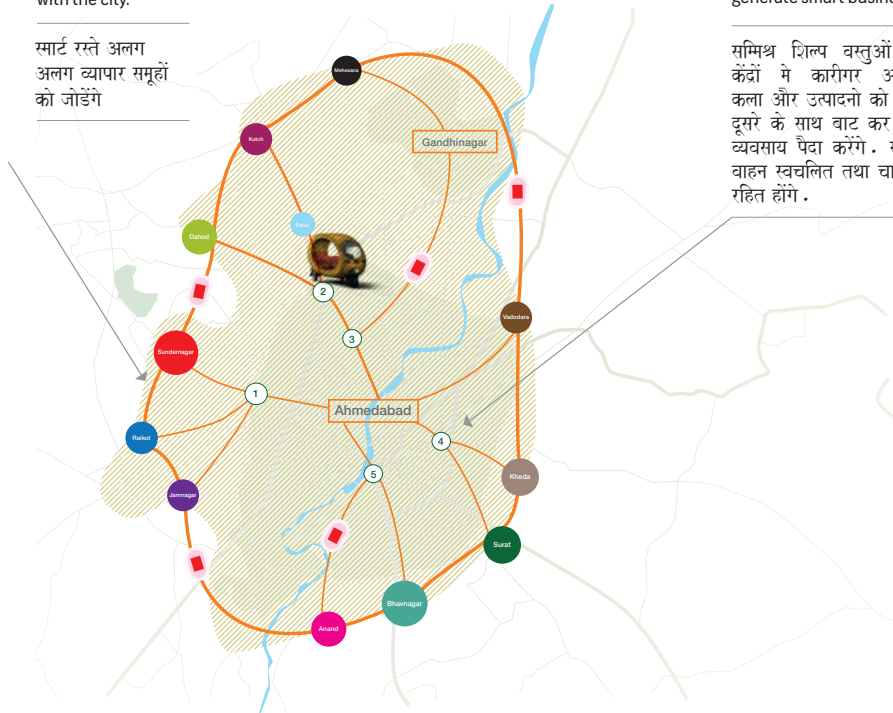 with the city.
स्मार्ट रस्ते अलग
अलग व्यापार समूहों
को जोडेंगे
generate smart busin
सम्मिश्र शिल्प वस्तुओं
केंद्रों मे कारीगर अ
कला और उत्पादनो को
दूसरे के साथ बाट कर
व्यवसाय पैदा करेंगे.
वाहन स्वचलित तथा चा
रहित होंगे.
Mehesana
Kutch
Gandhinagar
Patan
Dahod
2
Vadodara
3
Sundernagar
1
Ahmedabad
Rajkot
4
5
Kheda
Jamnagar
Surat
Bhavnagar
Anand